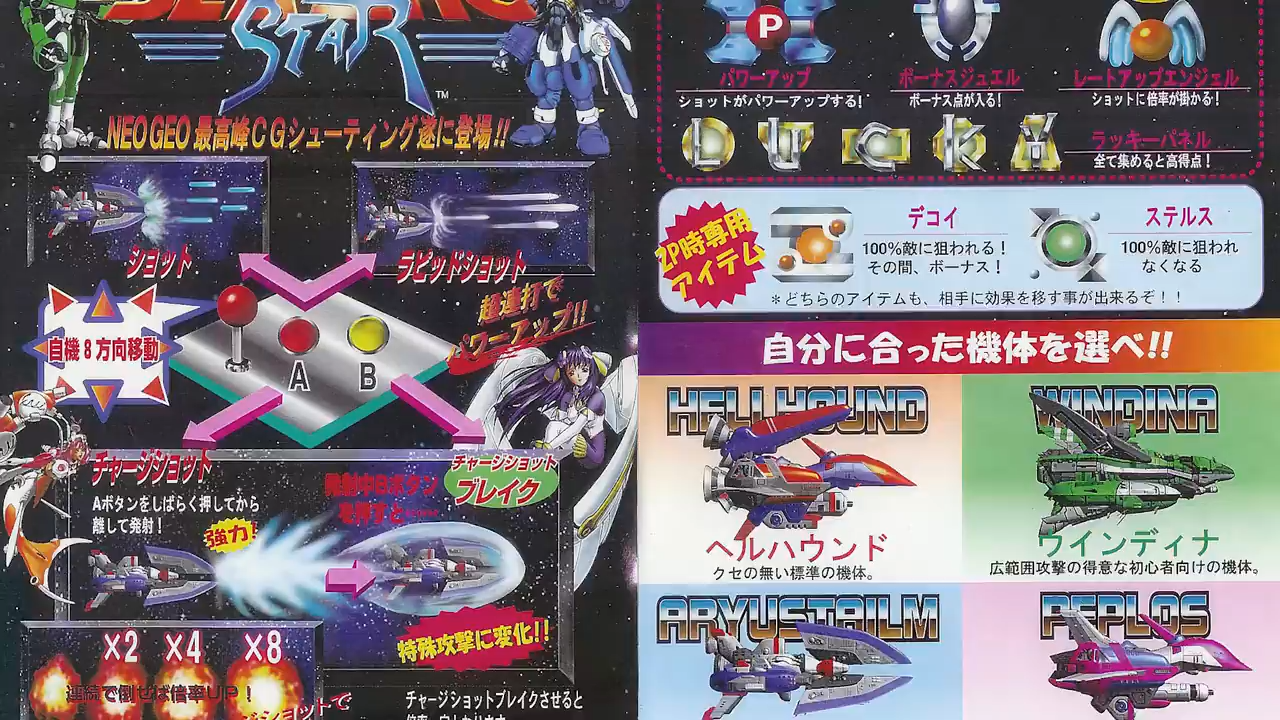 STAR
TM
NEOGEO最高峰CGシューティング遂に登場!!
ショット
ラピッドショット
超連打で
パワーアップ!!
自機8方向移動
A
B
チャージショット
Aボタンをしばらく押してから
離して発射!
強力!
発射中Bボタン
を押すと
チャージショット
ブレイク
特殊攻撃に変化!!
×2
×4
×8
連続で倒せば倍率UP!
チャージショットブレイクさせると
P
パワーアップ
ショットがパワーアップする!
ボーナスジュエル
ボーナス点が入る!
レートアップエンジェル
ショットに倍率が掛かる!
L U C K Y
ラッキーパネル
全て集めると高得点!
2P時専用
アイテム
デコイ
100%敵に狙われる!
その間、ボーナス!
ステルス
100%敵に狙われ
なくなる
*どちらのアイテムも、相手に効果を移す事が出来るぞ!!
自分に合った機体を選べ!!
HELLHOUND
ヘルハウンド
クセの無い標準の機体。
WINDINA
ウインディナ
広範囲攻撃の得意な初心者向けの機体。
ARYUSTAILM
PEPLOS